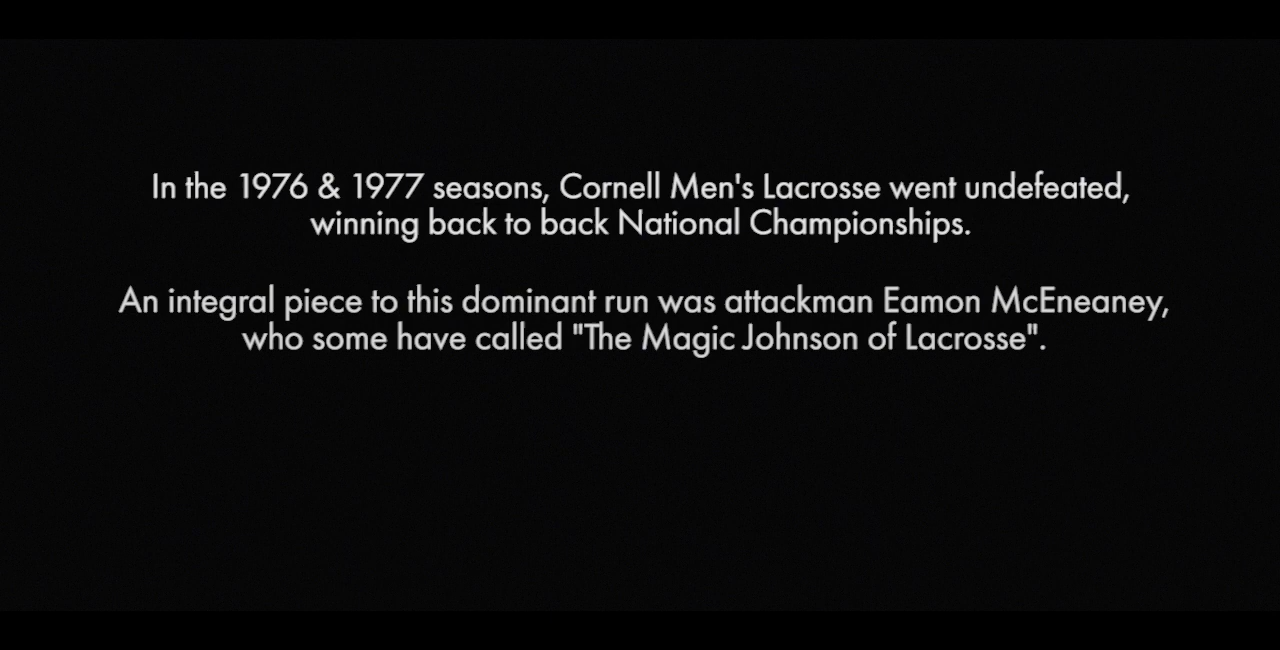 In the 1976 & 1977 seasons, Cornell Men's Lacrosse went undefeated,
winning back to back National Championships.
An integral piece to this dominant run was attackman Eamon McEneaney,
who some have called "The Magic Johnson of Lacrosse".